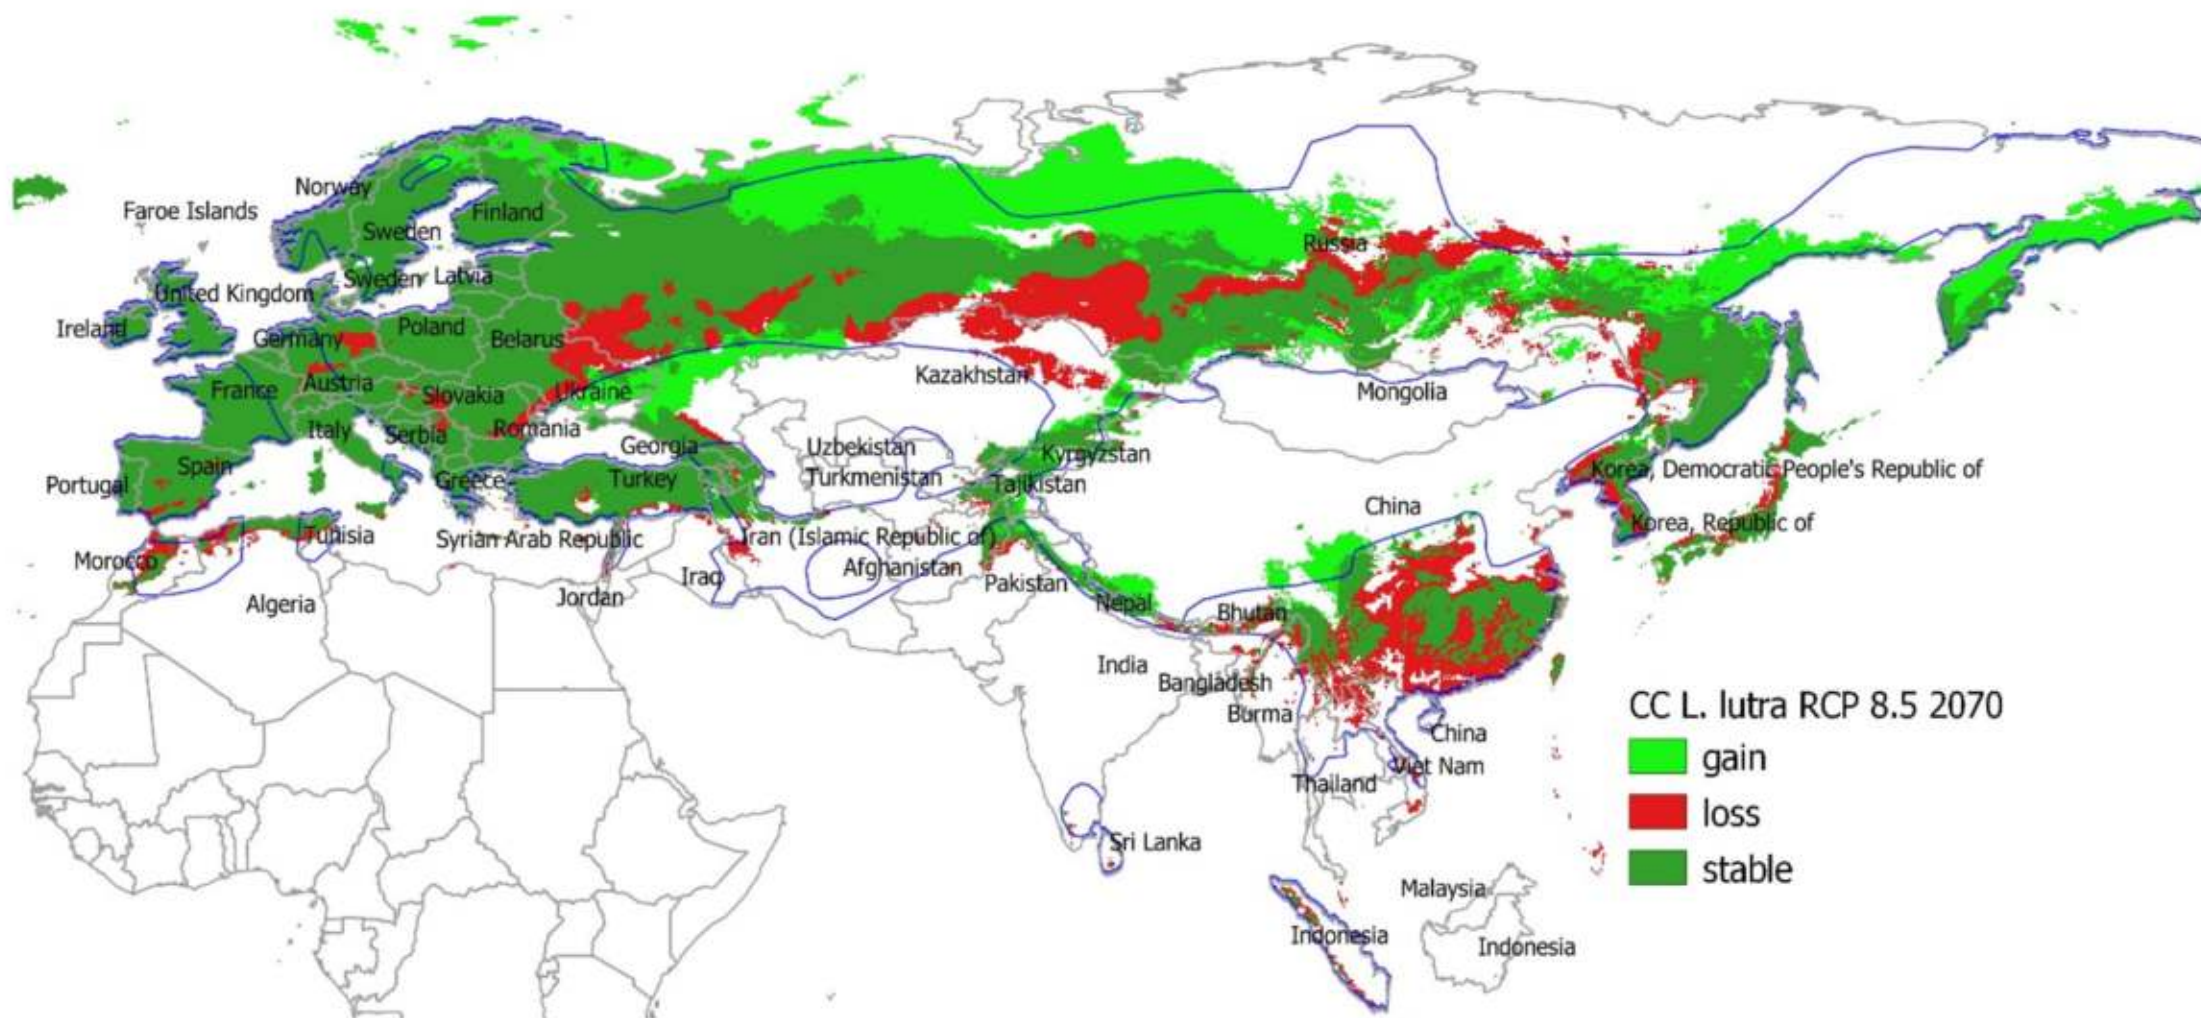 Norway
Faroe Islands
Finland
Sweden
Russia
Sweden
Latvia
United Kingdom
Ireland
Poland
Germany
Belarus
Kazakhstan
Mongolia
France
Austria
Slovakia
Ukraine
Italy
Serbia
Romania
Georgia
Uzbekistan
Kyrgyzstan
Spain
Portugal
Greece
Turkey
Turkmenistan
Tajikistan
Korea, Democratic People's Republic of
China
Korea, Republic of
Tunisia
Syrian Arab Republic
Iran (Islamic Republic of)
Morocco
Iraq
Afghanistan
Pakistan
Algeria
Jordan
Nepal
Bhutan
India
Bangladesh
Burma
China
Viet Nam
Thailand
Sri Lanka
Malaysia
Indonesia
Indonesia
CC L. lutra RCP 8.5 2070
gain
loss
stable